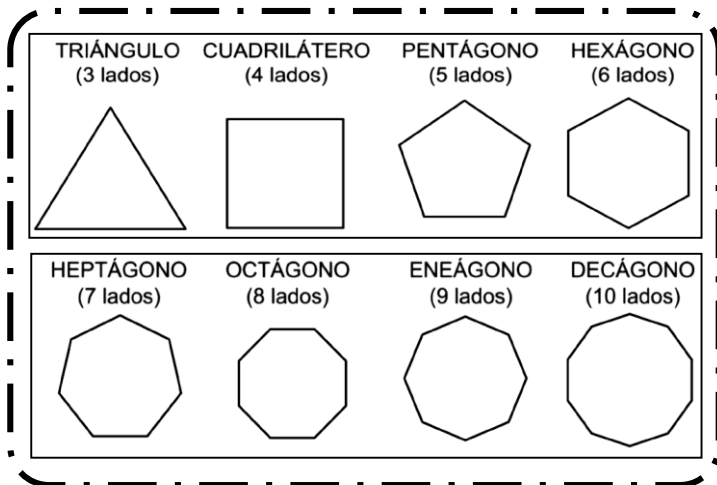 TRIÁNGULO
(3 lados)
CUADRILÁTERO
(4 lados)
PENTÁGONO
(5 lados)
HEXÁGONO
(6 lados)
HEPTÁGONO
(7 lados)
OCTÁGONO
(8 lados)
ENEÁGONO
(9 lados)
DECÁGONO
(10 lados)